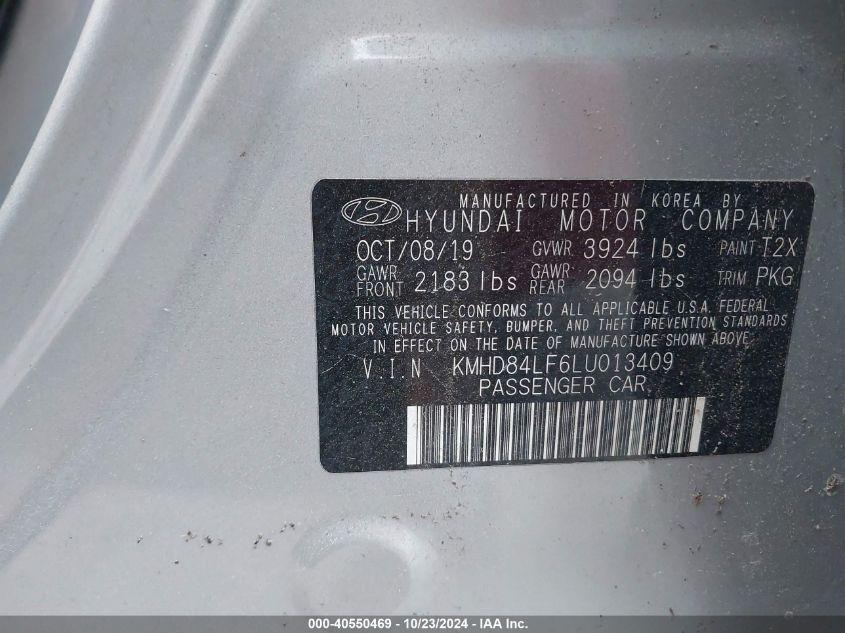 MANUFACTURED IN KOREA BY
HYUNDAI MOTOR COMPANY
OCT/08/19 GVWR 3924 lbs PAINT T2X
GAWR FRONT 2183 lbs GAWR REAR 2094 lbs TRIM PKG
THIS VEHICLE CONFORMS TO ALL APPLICABLE U.S.A. FEDERAL
MOTOR VEHICLE SAFETY, BUMPER, AND THEFT PREVENTION STANDARDS
IN EFFECT ON THE DATE OF MANUFACTURE SHOWN ABOVE.
V.I.N KMHD84LF6LU013409
PASSENGER CAR
000-40550469 - 10/23/2024 - IAA Inc.